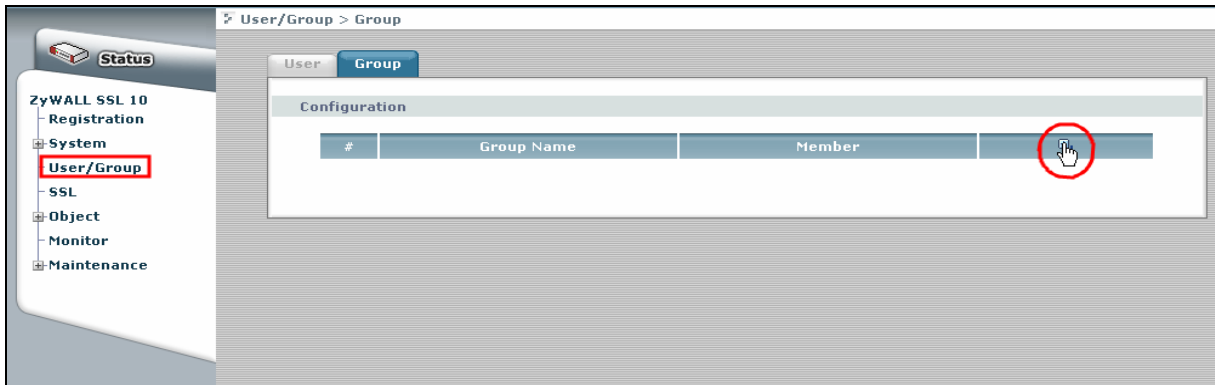 User/Group > Group
Status
User
Group
ZyWALL SSL 10
Registration
System
User/Group
SSL
Object
Monitor
Maintenance
Configuration
# Group Name Member